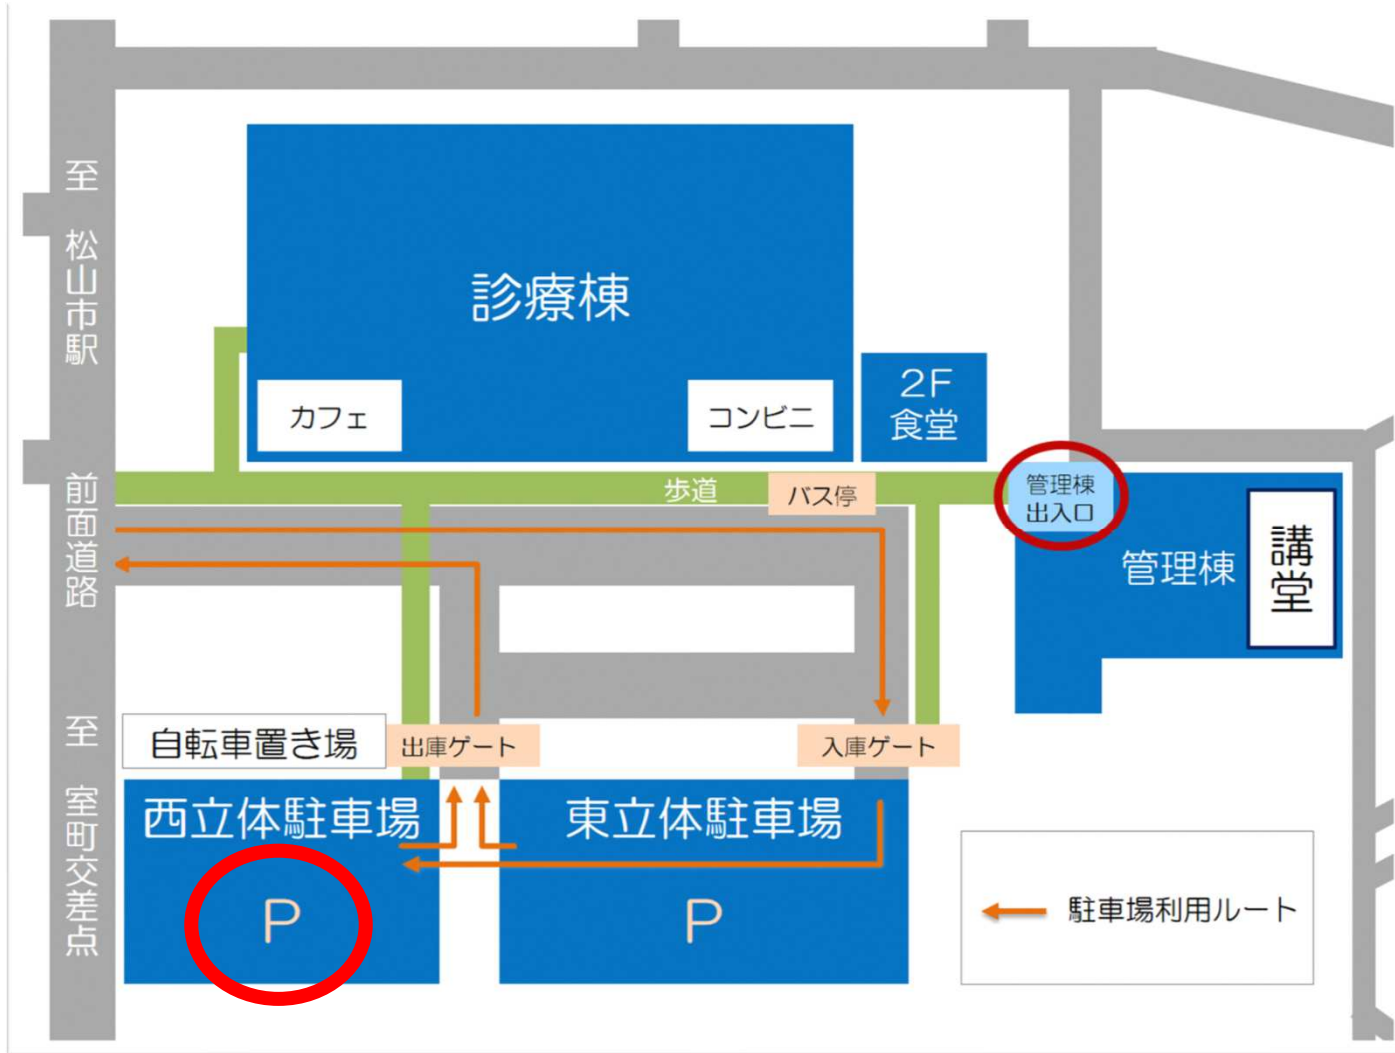 至 松山市駅
診療棟
カフェ
コンビニ
2F
食堂
前面道路
歩道
バス停
管理棟
出入口
管理棟
講堂
至 室町交差点
自転車置き場
出庫ゲート
入庫ゲート
西立体駐車場
P
東立体駐車場
P
駐車場利用ルート